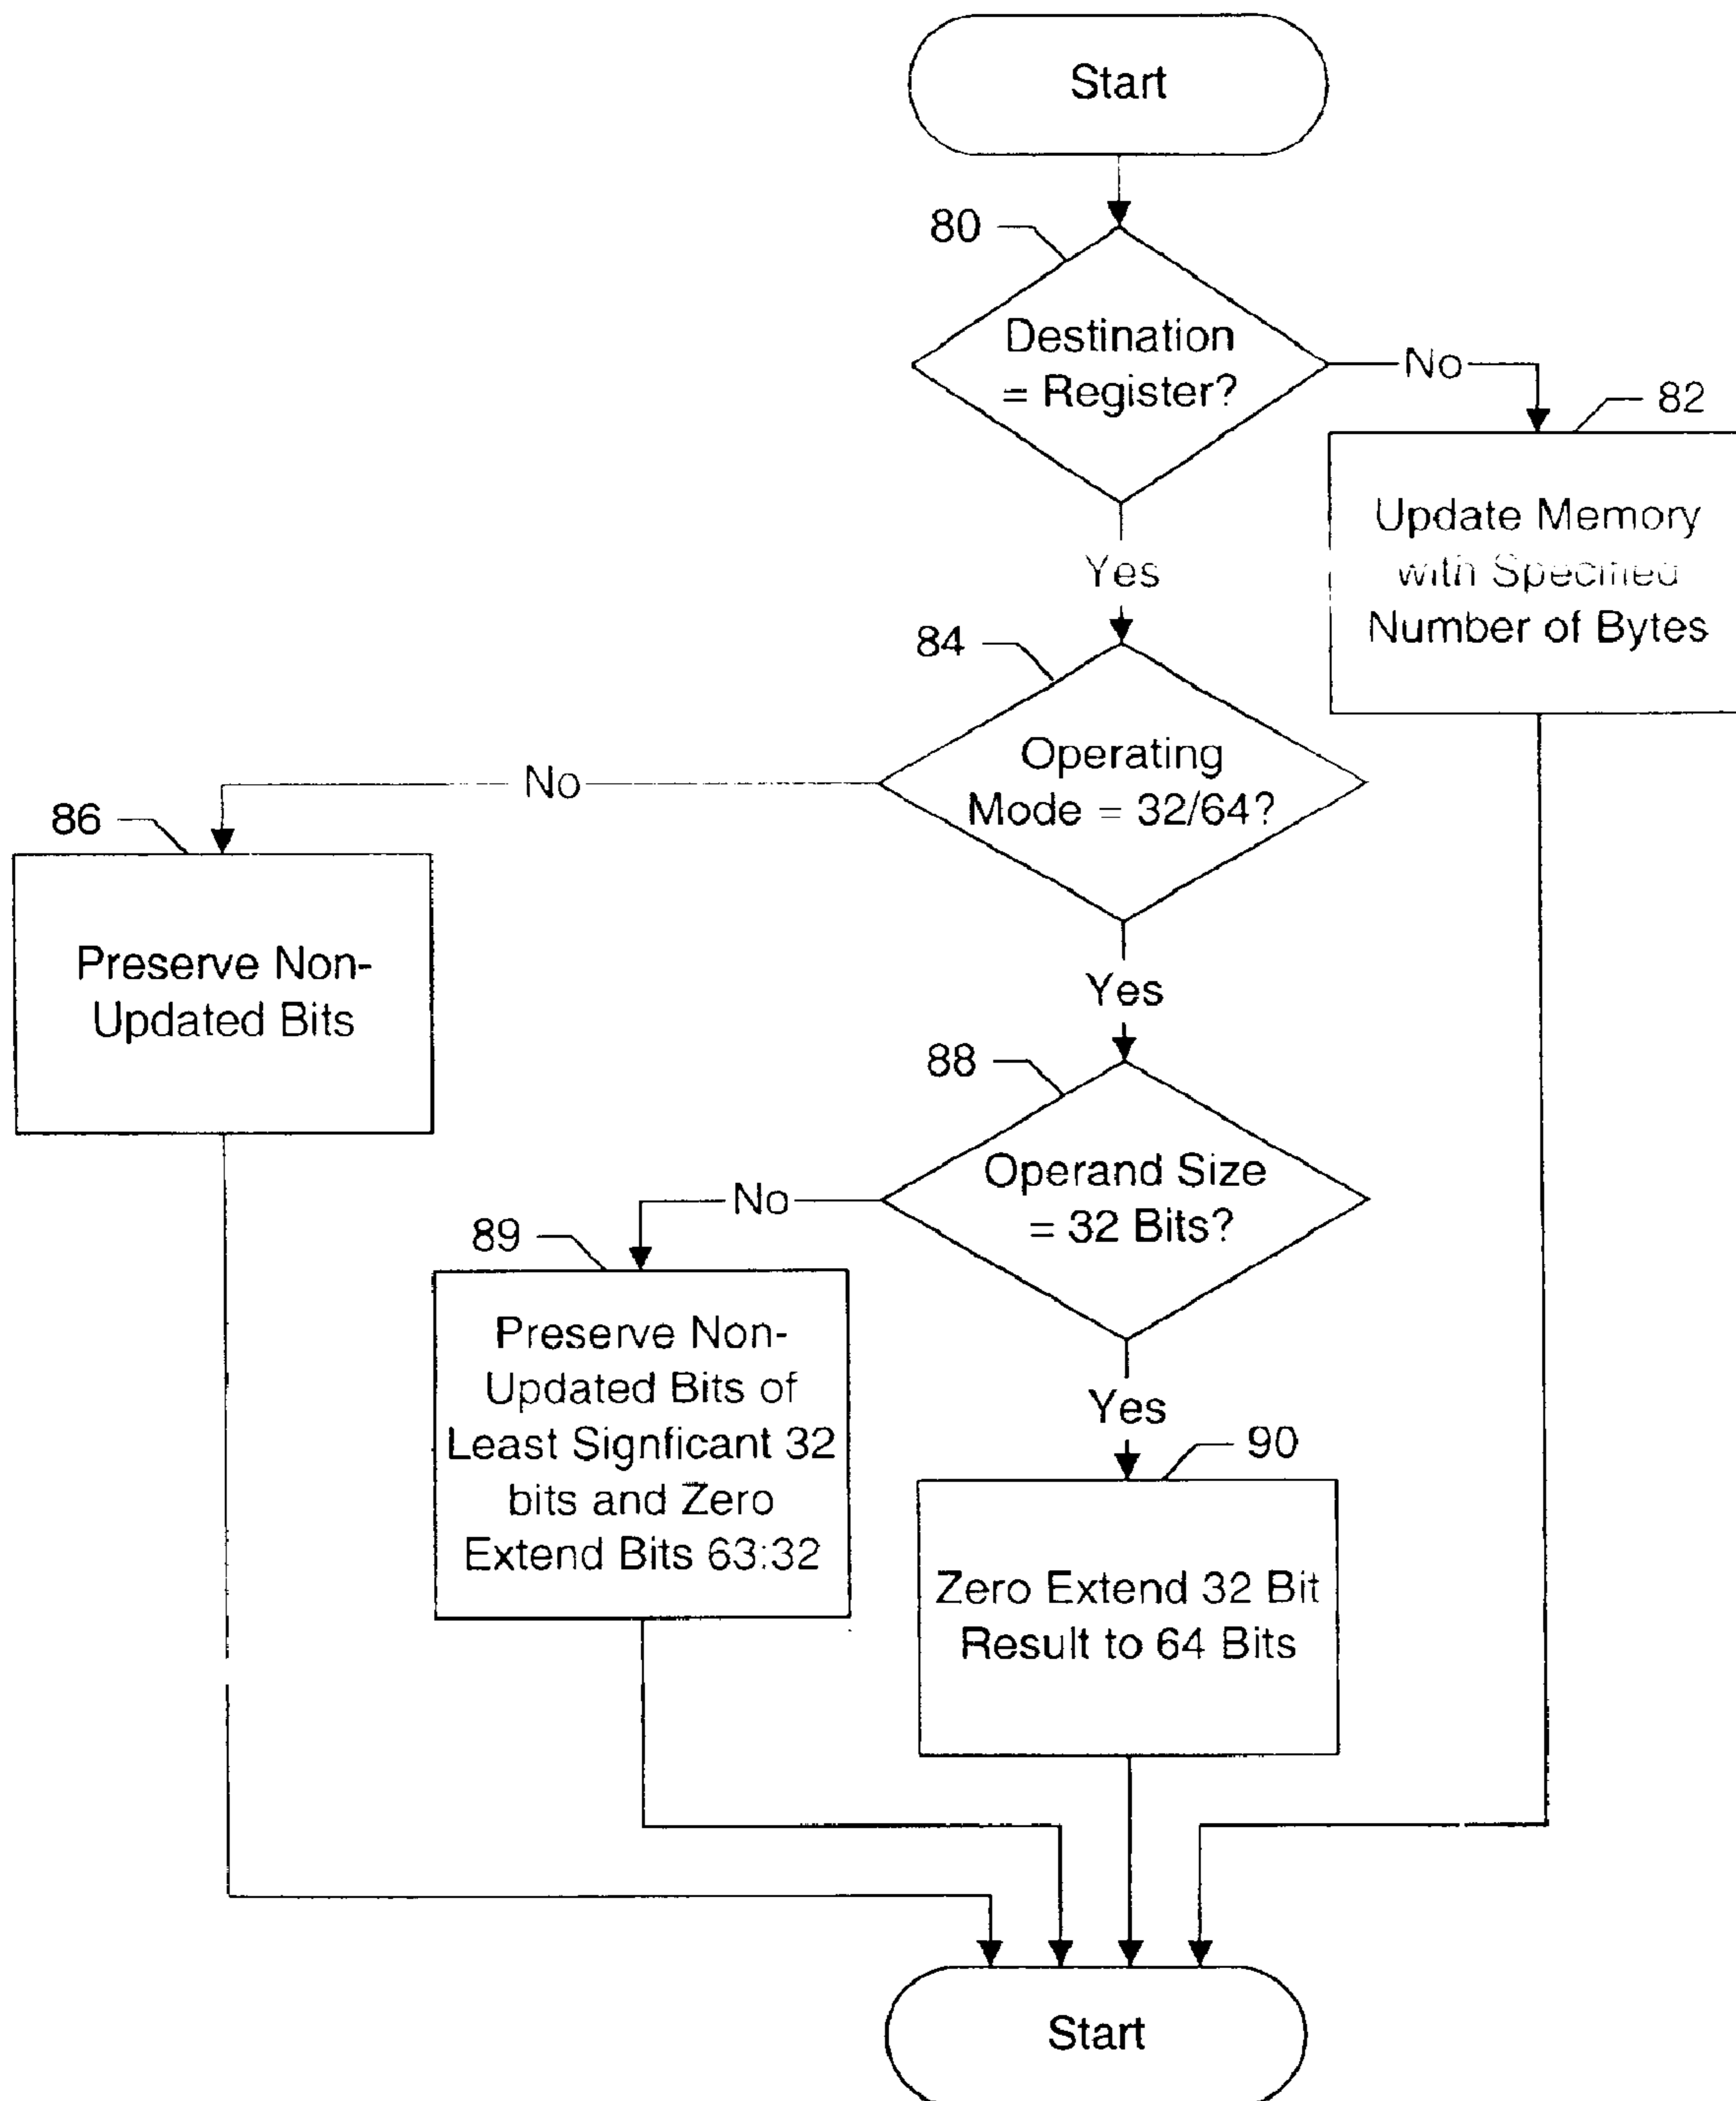 Start
80
Destination
= Register?
No
82
Update Memory
with Specified
Number of Bytes
Yes
84
Operating
Mode = 32/64?
No
86
Preserve Non-
Updated Bits
Yes
88
Operand Size
= 32 Bits?
No
89
Preserve Non-
Updated Bits of
Least Signficant 32
bits and Zero
Extend Bits 63:32
Yes
90
Zero Extend 32 Bit
Result to 64 Bits
Start